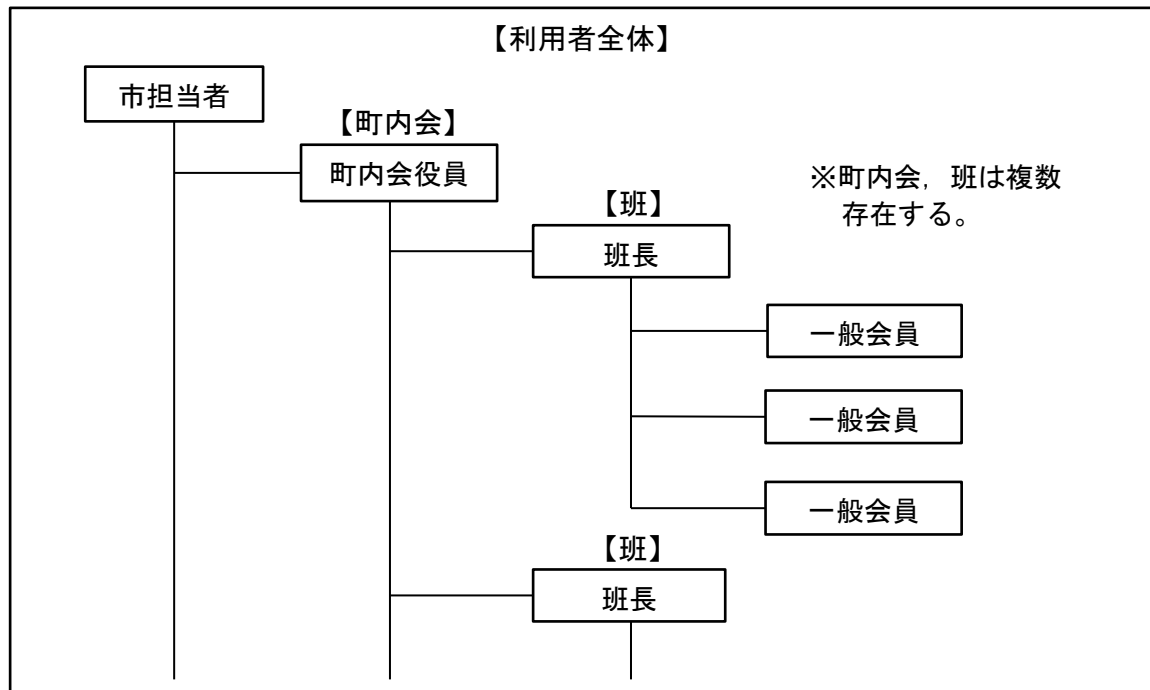 【利用者全体】
市担当者
【町内会】
町内会役員
※町内会，班は複数
存在する。
【班】
班長
一般会員
一般会員
一般会員
【班】
班長